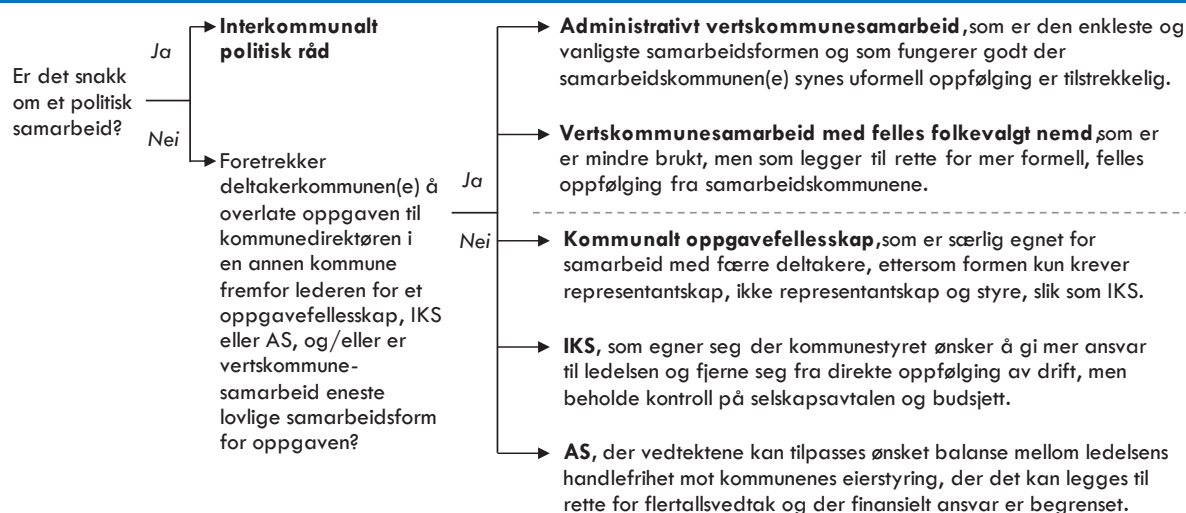 Er det snakk
om et politisk
samarbeid?
Ja
Nei
Interkommunalt
politisk råd
Foretrekker
deltakerkommunen(e) å
overlate oppgaven til
kommunedirektøren i
en annen kommune
fremfor lederen for et
oppgavefellesskap, IKS
eller AS, og/eller er
vertskommune-
samarbeid eneste
lovlige samarbeidsform
for oppgaven?
Ja
Nei
Administrativt vertskommunesamarbeid, som er den enkleste og
vanligste samarbeidsformen og som fungerer godt der
samarbeidskommunen(e) synes uformell oppfølging er tilstrekkelig.
Vertskommunesamarbeid med felles folkevalgt nemd, som er
er mindre brukt, men som legger til rette for mer formell, felles
oppfølging fra samarbeidskommunene.
Kommunalt oppgavefellesskap, som er særlig egnet for
samarbeid med færre deltakere, ettersom formen kun krever
representantskap, ikke representantskap og styre, slik som IKS.
IKS, som egner seg der kommunestyret ønsker å gi mer ansvar
til ledelsen og fjerne seg fra direkte oppfølging av drift, men
beholde kontroll på selskapsavtalen og budsjett.
AS, der vedtektene kan tilpasses ønsket balanse mellom ledelsens
handlefrihet mot kommunenes eierstyring, der det kan legges til
rette for flertallsvedtak og der finansielt ansvar er begrenset.